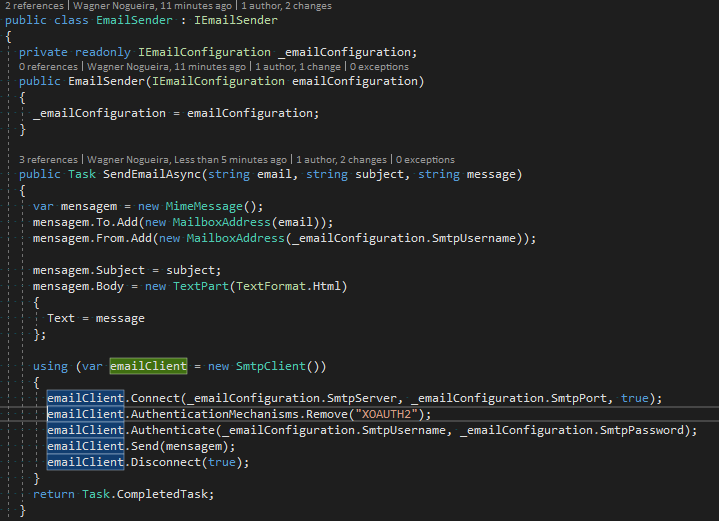 2 references | Wagner Nogueira, 11 minutes ago | 1 author, 2 changes
public class EmailSender : IEmailSender
{
private readonly IEmailConfiguration _emailConfiguration;
0 references | Wagner Nogueira, 11 minutes ago | 1 author, 1 change | 0 exceptions
public EmailSender(IEmailConfiguration emailConfiguration)
{
_emailConfiguration = emailConfiguration;
}
3 references | Wagner Nogueira, Less than 5 minutes ago | 1 author, 2 changes | 0 exceptions
public Task SendEmailAsync(string email, string subject, string message)
{
var mensagem = new MimeMessage();
mensagem.To.Add(new MailboxAddress(email));
mensagem.From.Add(new MailboxAddress(_emailConfiguration.SmtpUsername));
mensagem.Subject = subject;
mensagem.Body = new TextPart(TextFormat.Html)
{
Text = message
};
using (var emailClient = new SmtpClient())
{
emailClient.Connect(_emailConfiguration.SmtpServer, _emailConfiguration.SmtpPort, true);
emailClient.AuthenticationMechanisms.Remove("XOAUTH2");
emailClient.Authenticate(_emailConfiguration.SmtpUsername, _emailConfiguration.SmtpPassword);
emailClient.Send(mensagem);
emailClient.Disconnect(true);
}
return Task.CompletedTask;
}